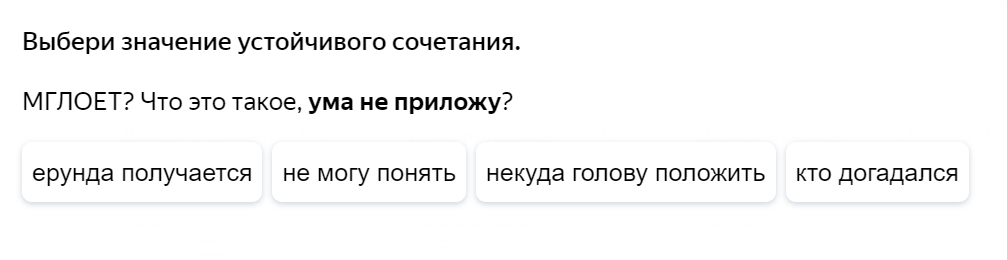 Выбери значение устойчивого сочетания.
МГЛОЕТ? Что это такое, ума не приложу?
ерунда получается не могу понять некуда голову положить кто догадался